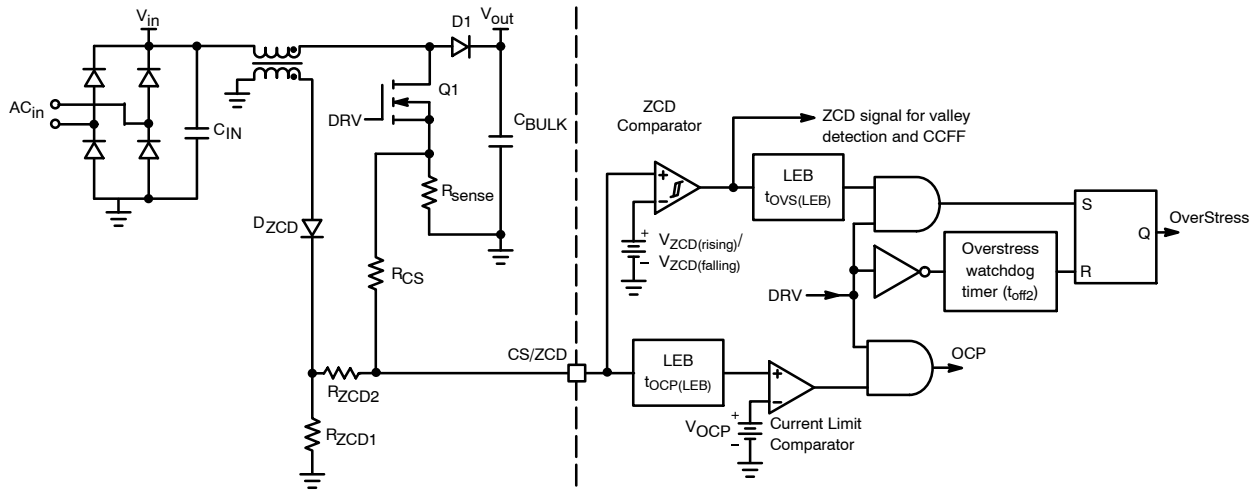 Vin
D1
Vout
ACin
CIN
Q1
DRV
CBULK
Rsense
DZCD
RCS
CS/ZCD
RZCD2
RZCD1
ZCD
Comparator
ZCD signal for valley
detection and CCFF
+
−
LEB
tOVS(LEB)
+
−
VZCD(rising)/
VZCD(falling)
S
Q
R
OverStress
Overstress
watchdog
timer (toff2)
DRV
LEB
tOCP(LEB)
+
−
OCP
+
−
VOCP
Current Limit
Comparator